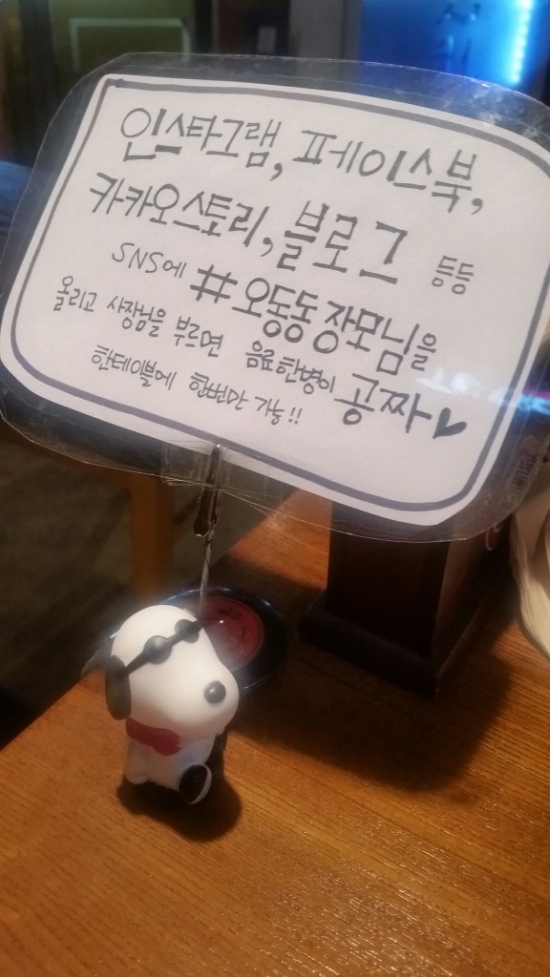 인스타그램, 페이스북,
카카오스토리, 블로그 등등
SNS에 #오동동장모님을
올리고 사장님을 부르면 음료한병이 공짜♥
한테이블에 한번만 가능!!